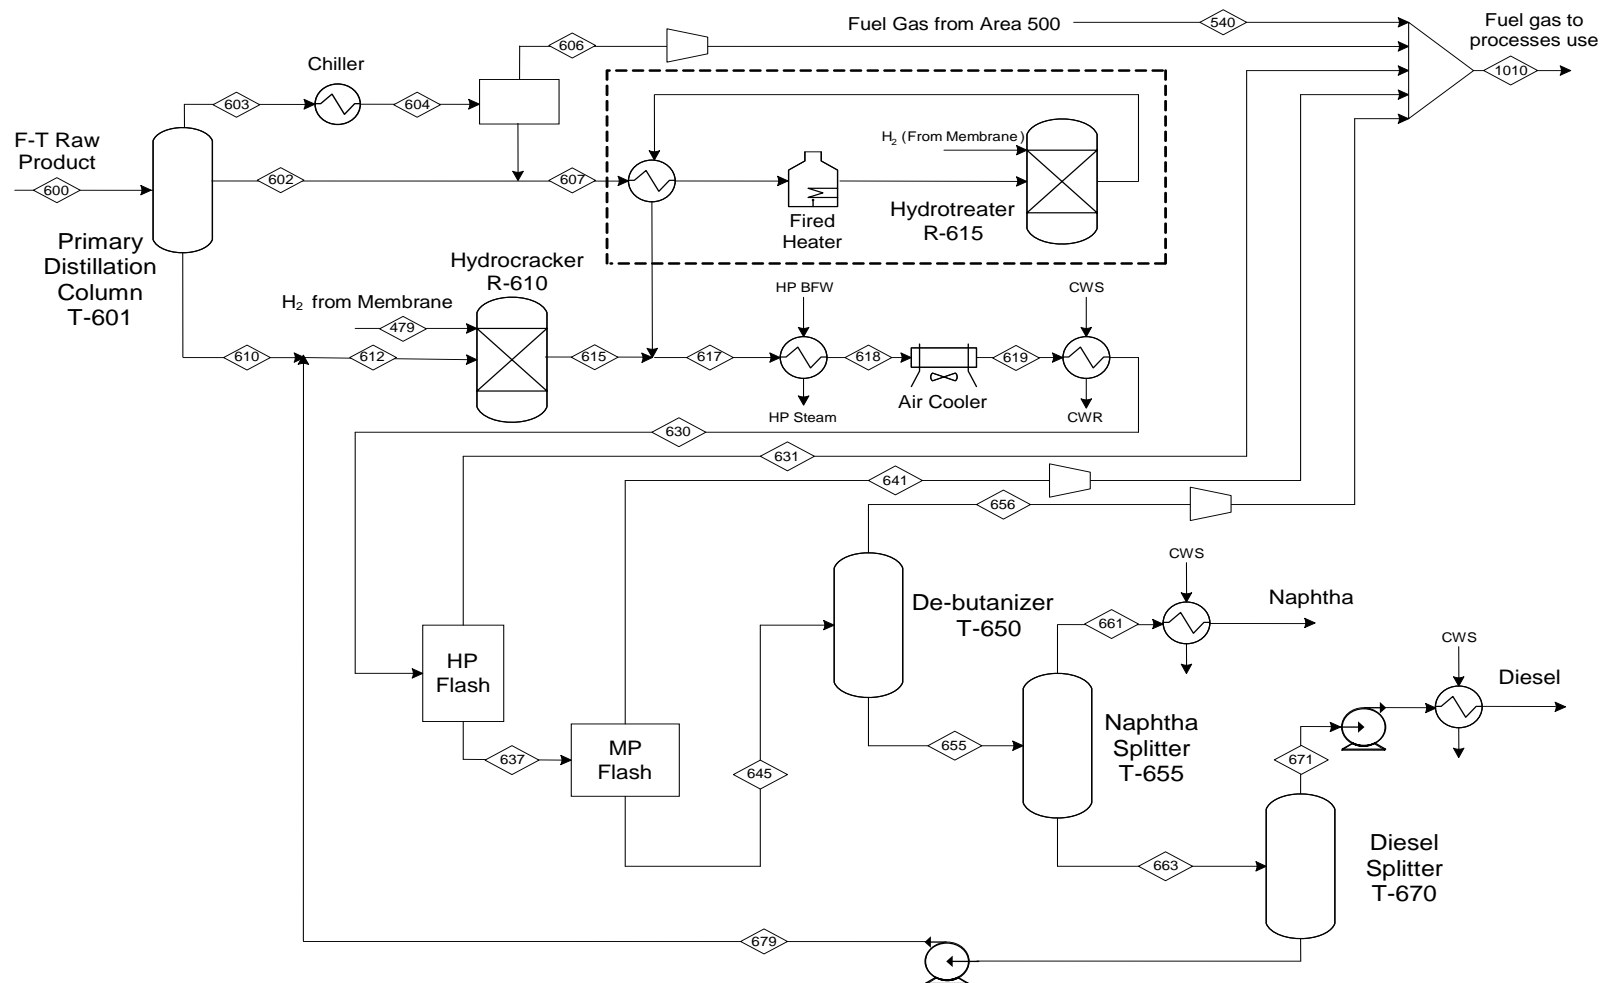 Fuel Gas from Area 500
540
Fuel gas to
processes use
1010
606
Chiller
603
604
F-T Raw
Product
600
602
607
H2 (From Membrane)
Fired
Heater
Hydrotreater
R-615
Primary
Distillation
Column
T-601
Hydrocracker
R-610
H2 from Membrane
479
HP BFW
CWS
610
612
615
617
618
619
Air Cooler
HP Steam
CWR
630
631
641
656
De-butanizer
T-650
CWS
Naphtha
661
HP
Flash
637
MP
Flash
645
655
Naphtha
Splitter
T-655
CWS
Diesel
671
663
Diesel
Splitter
T-670
679